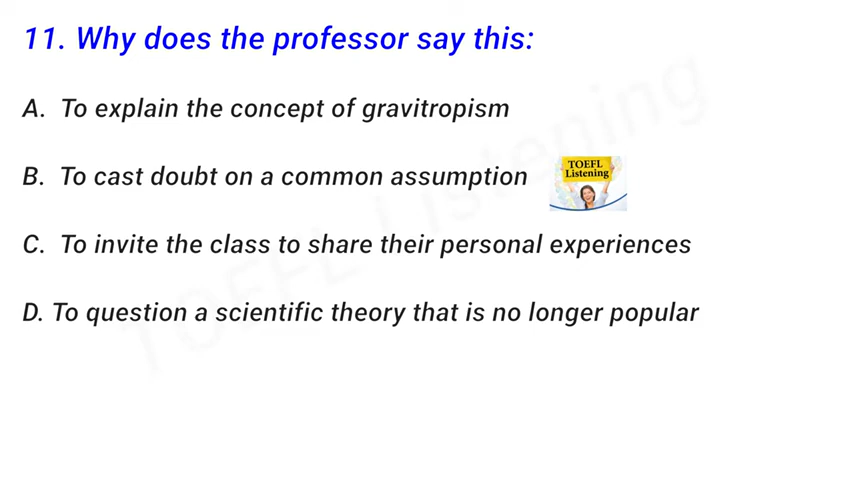 11. Why does the professor say this:
A. To explain the concept of gravitropism
B. To cast doubt on a common assumption
TOEFL
Listening
C. To invite the class to share their personal experiences
D. To question a scientific theory that is no longer popular
TOEFL Listening